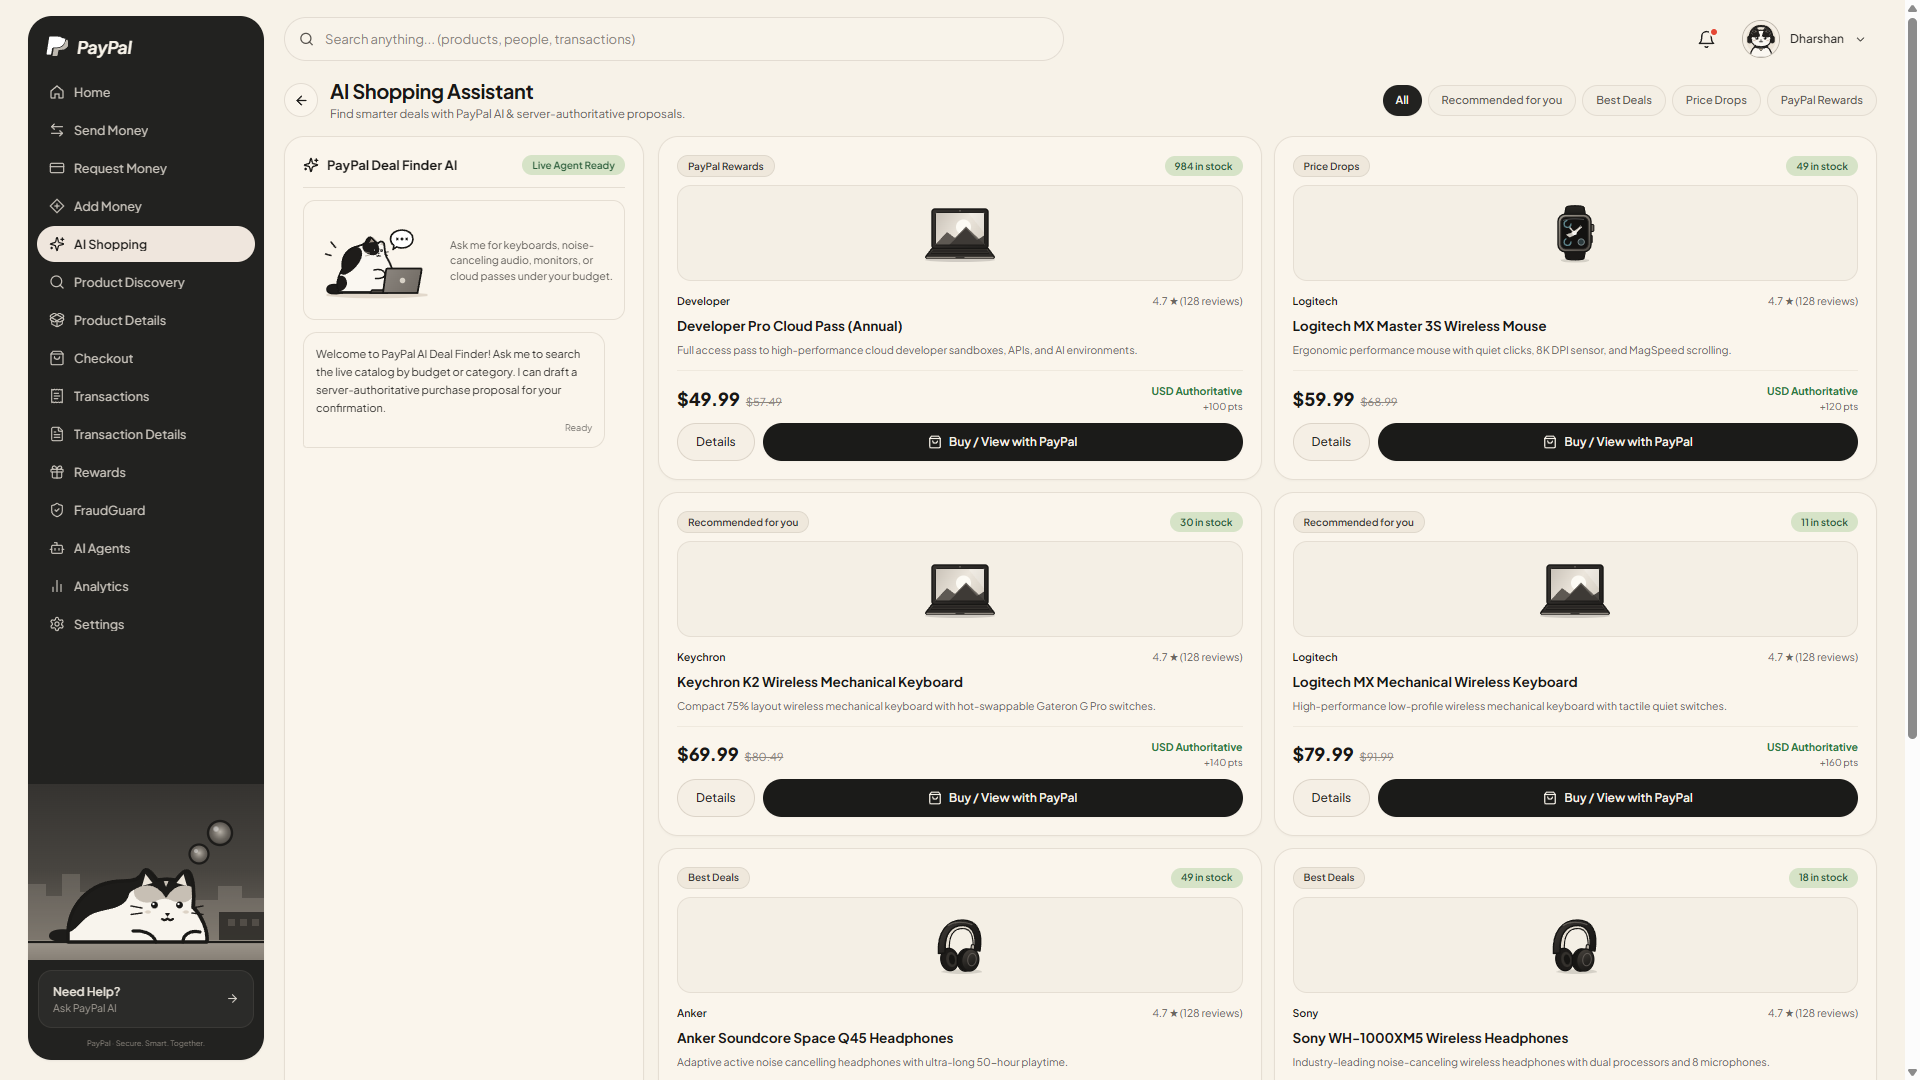 PayPal
Home
Send Money
Request Money
Add Money
AI Shopping
Product Discovery
Product Details
Checkout
Transactions
Transaction Details
Rewards
FraudGuard
AI Agents
Analytics
Settings
Need Help?
Ask PayPal AI
PayPal · Secure. Smart. Together.
Search anything... (products, people, transactions)
Dharshan
AI Shopping Assistant
Find smarter deals with PayPal AI & server-authoritative proposals.
All
Recommended for you
Best Deals
Price Drops
PayPal Rewards
PayPal Deal Finder AI
Live Agent Ready
Ask me for keyboards, noise-
canceling audio, monitors, or
cloud passes under your budget.
Welcome to PayPal AI Deal Finder! Ask me to search
the live catalog by budget or category. I can draft a
server-authoritative purchase proposal for your
confirmation.
Ready
PayPal Rewards
984 in stock
Developer
4.7 ★ (128 reviews)
Developer Pro Cloud Pass (Annual)
Full access pass to high-performance cloud developer sandboxes, APIs, and AI environments.
$49.99 $57.49
USD Authoritative
+100 pts
Details
Buy / View with PayPal
Price Drops
49 in stock
Logitech
4.7 ★ (128 reviews)
Logitech MX Master 3S Wireless Mouse
Ergonomic performance mouse with quiet clicks, 8K DPI sensor, and MagSpeed scrolling.
$59.99 $68.99
USD Authoritative
+120 pts
Details
Buy / View with PayPal
Recommended for you
30 in stock
Keychron
4.7 ★ (128 reviews)
Keychron K2 Wireless Mechanical Keyboard
Compact 75% layout wireless mechanical keyboard with hot-swappable Gateron G Pro switches.
$69.99 $80.49
USD Authoritative
+140 pts
Details
Buy / View with PayPal
Recommended for you
11 in stock
Logitech
4.7 ★ (128 reviews)
Logitech MX Mechanical Wireless Keyboard
High-performance low-profile wireless mechanical keyboard with tactile quiet switches.
$79.99 $91.99
USD Authoritative
+160 pts
Details
Buy / View with PayPal
Best Deals
49 in stock
Anker
4.7 ★ (128 reviews)
Anker Soundcore Space Q45 Headphones
Adaptive active noise cancelling headphones with ultra-long 50-hour playtime.
Best Deals
18 in stock
Sony
4.7 ★ (128 reviews)
Sony WH-1000XM5 Wireless Headphones
Industry-leading noise-canceling wireless headphones with dual processors and 8 microphones.